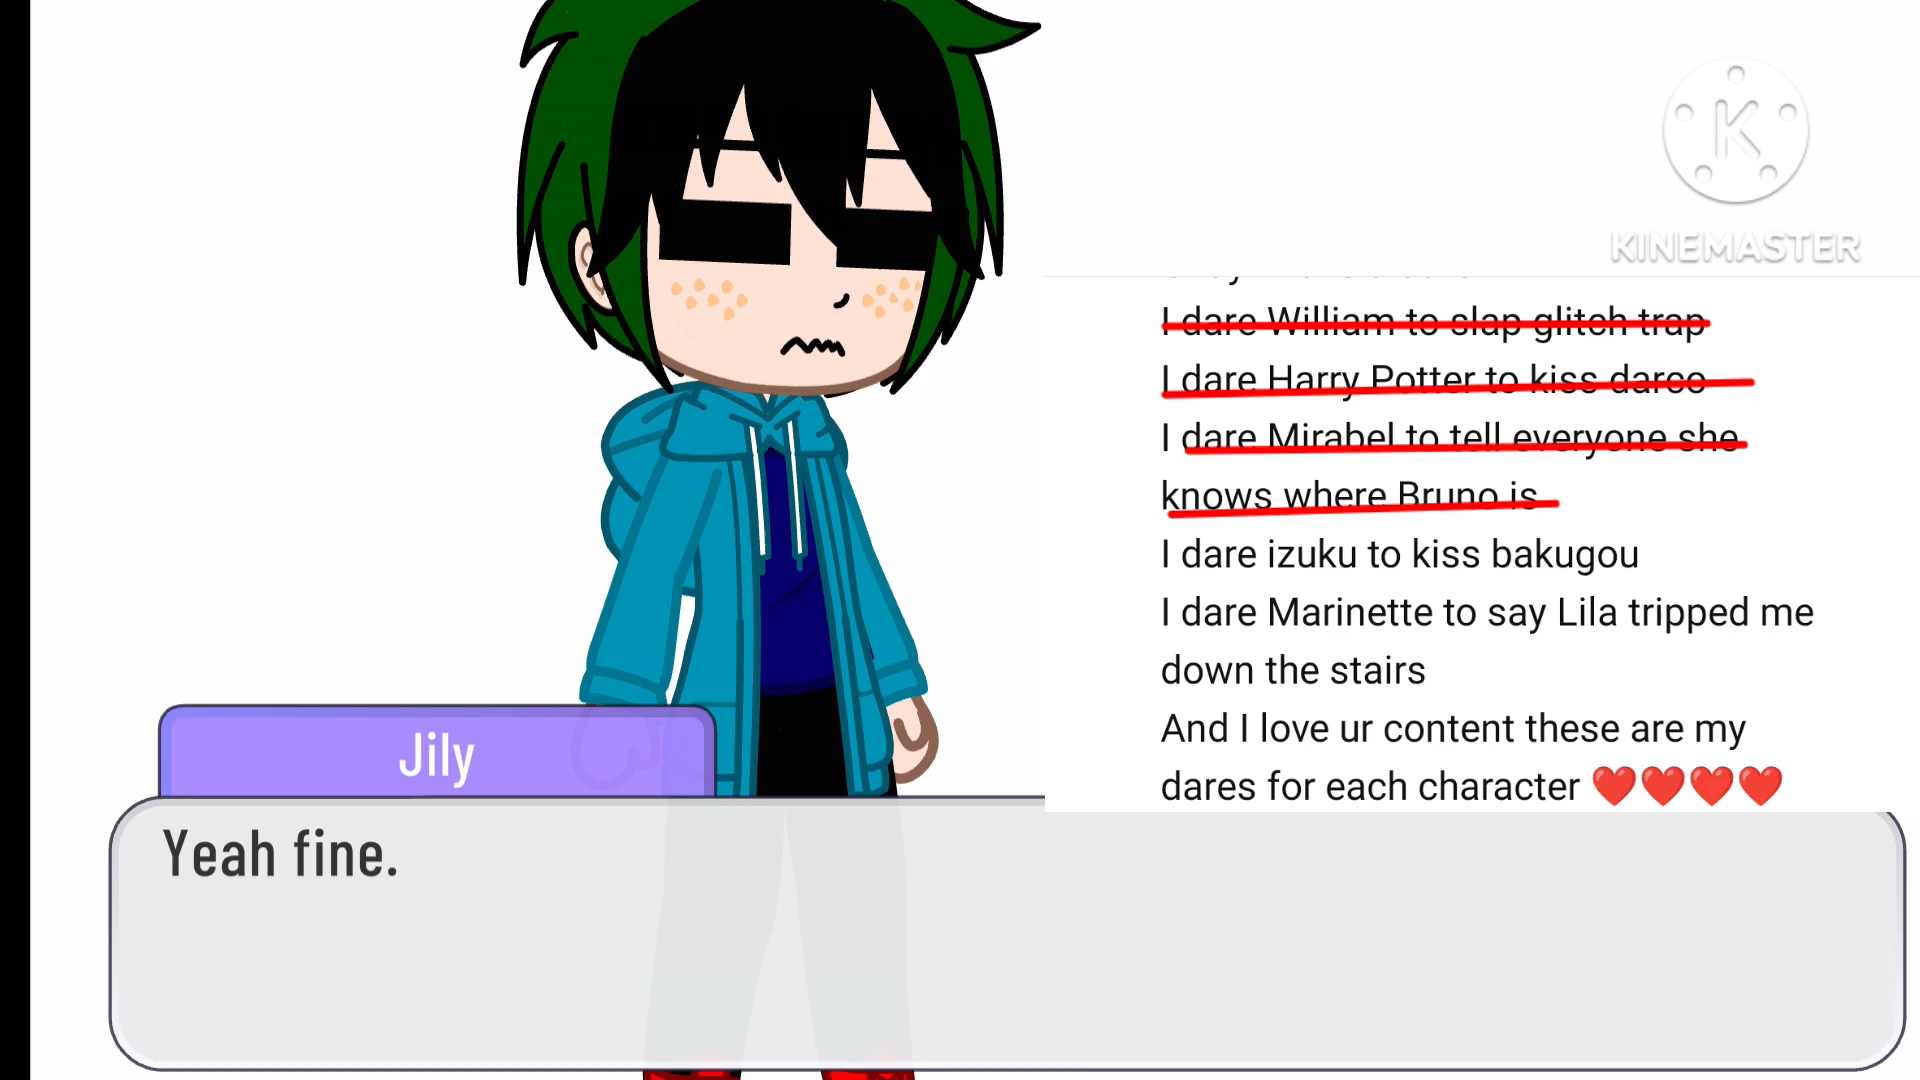 KINEMASTER
I dare William to slap glitch trap
I dare Harry Potter to kiss darco
I dare Mirabel to tell everyone she
knows where Bruno is
I dare izuku to kiss bakugou
I dare Marinette to say Lila tripped me
down the stairs
And I love ur content these are my
dares for each character ❤️❤️❤️❤️
Jily
Yeah fine.